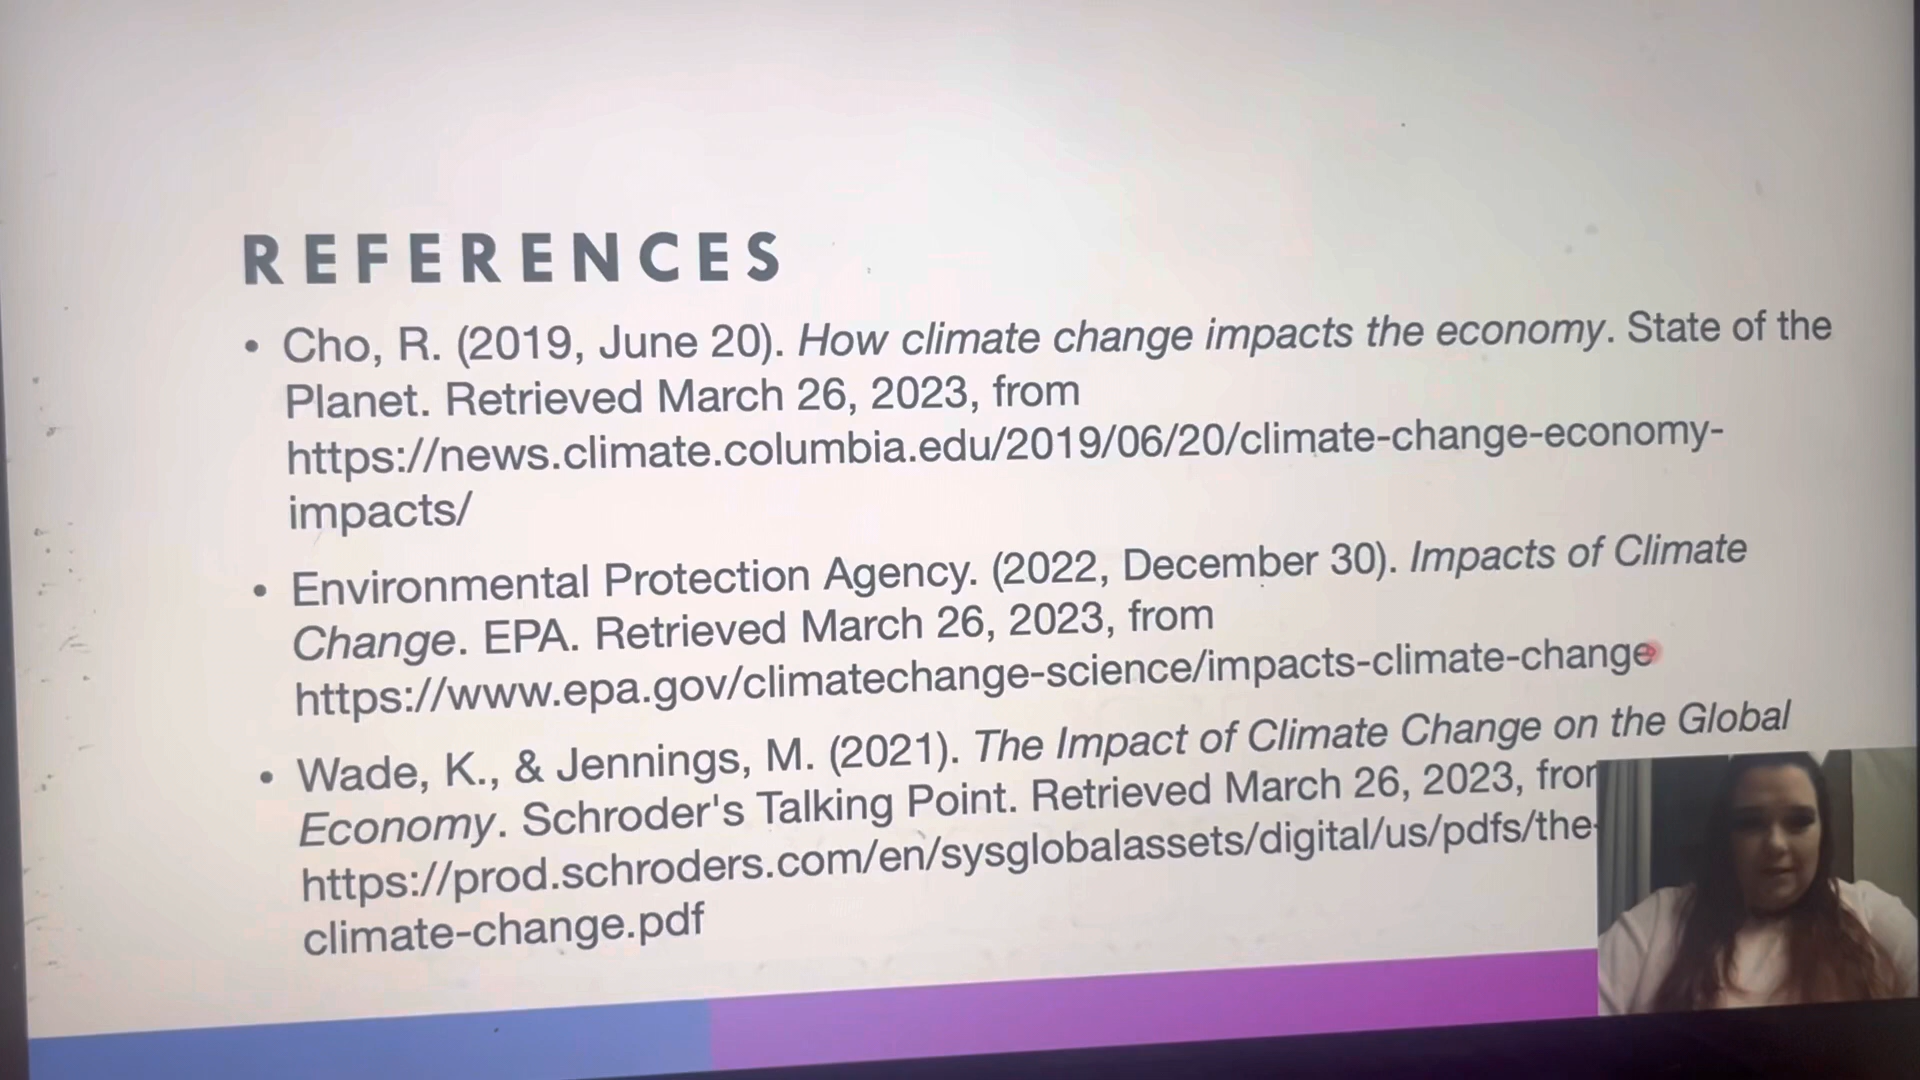 REFERENCES
• Cho, R. (2019, June 20). How climate change impacts the economy. State of the
Planet. Retrieved March 26, 2023, from
https://news.climate.columbia.edu/2019/06/20/climate-change-economy-
impacts/
• Environmental Protection Agency. (2022, December 30). Impacts of Climate
Change. EPA. Retrieved March 26, 2023, from
https://www.epa.gov/climatechange-science/impacts-climate-change
• Wade, K., & Jennings, M. (2021). The Impact of Climate Change on the Global
Economy. Schroder's Talking Point. Retrieved March 26, 2023,
https://prod.schroders.com/en/sysglobalassets/digital/us/pdfs/the-
climate-change.pdf